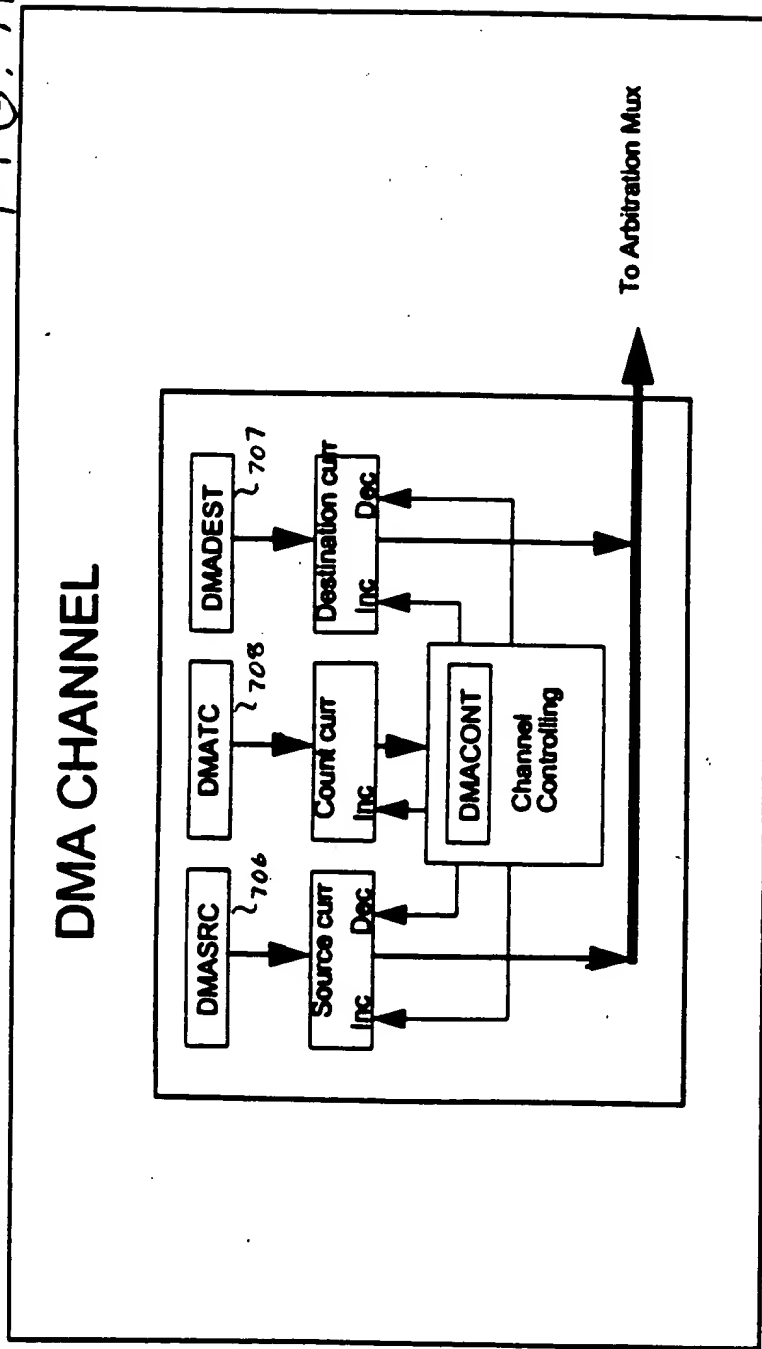 DMA CHANNEL
DMASRC
706
DMATC
708
DMADEST
707
Source curr
Inc
Dec
Count curr
Inc
Destination curr
Inc
Dec
DMACONT
Channel
Controlling
To Arbitration Mux